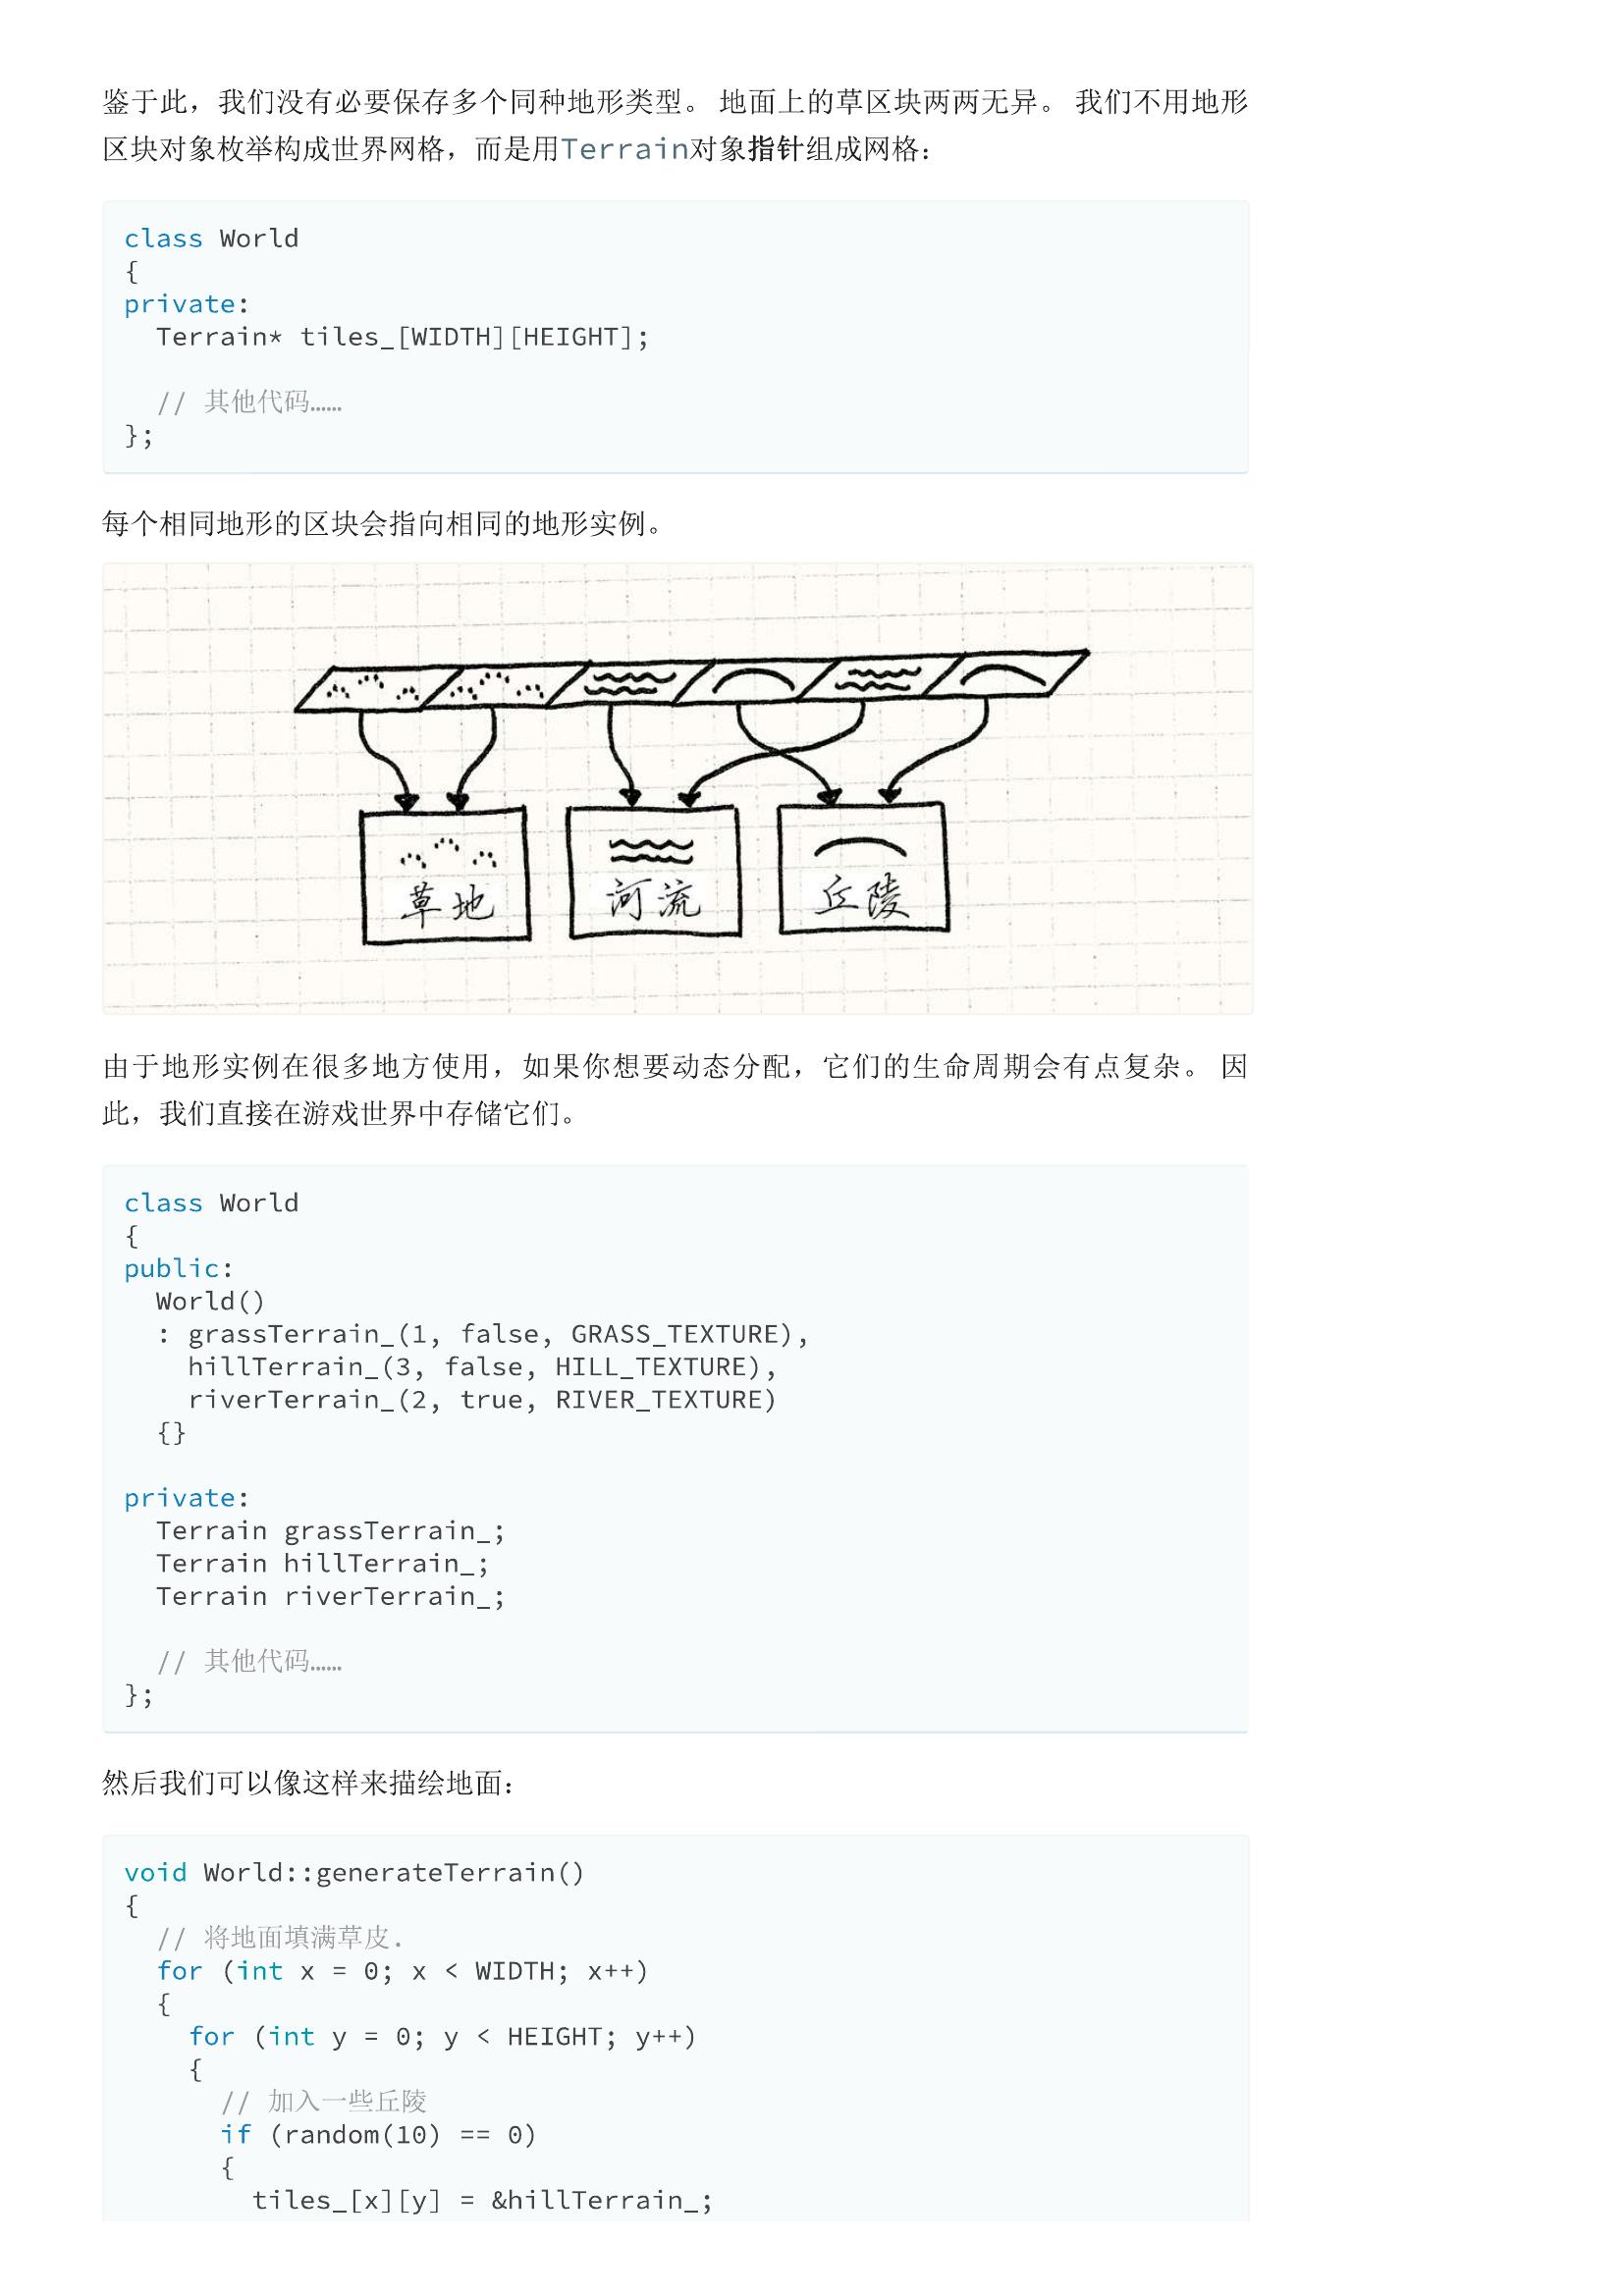 鉴于此，我们没有必要保存多个同种地形类型。 地面上的草区块两两无异。 我们不用地形
区块对象枚举构成世界网格，而是用Terrain对象指针组成网格：
class World
{
private:
  Terrain* tiles_[WIDTH][HEIGHT];
  // 其他代码……
};
每个相同地形的区块会指向相同的地形实例。
草地 河流 丘陵
由于地形实例在很多地方使用，如果你想要动态分配，它们的生命周期会有点复杂。 因
此，我们直接在游戏世界中存储它们。
class World
{
public:
  World()
  : grassTerrain_(1, false, GRASS_TEXTURE),
    hillTerrain_(3, false, HILL_TEXTURE),
    riverTerrain_(2, true, RIVER_TEXTURE)
  {}
private:
  Terrain grassTerrain_;
  Terrain hillTerrain_;
  Terrain riverTerrain_;
  // 其他代码……
};
然后我们可以像这样来描绘地面：
void World::generateTerrain()
{
  // 将地面填满草皮.
  for (int x = 0; x < WIDTH; x++)
  {
    for (int y = 0; y < HEIGHT; y++)
    {
      // 加入一些丘陵
      if (random(10) == 0)
      {
        tiles_[x][y] = &hillTerrain_;